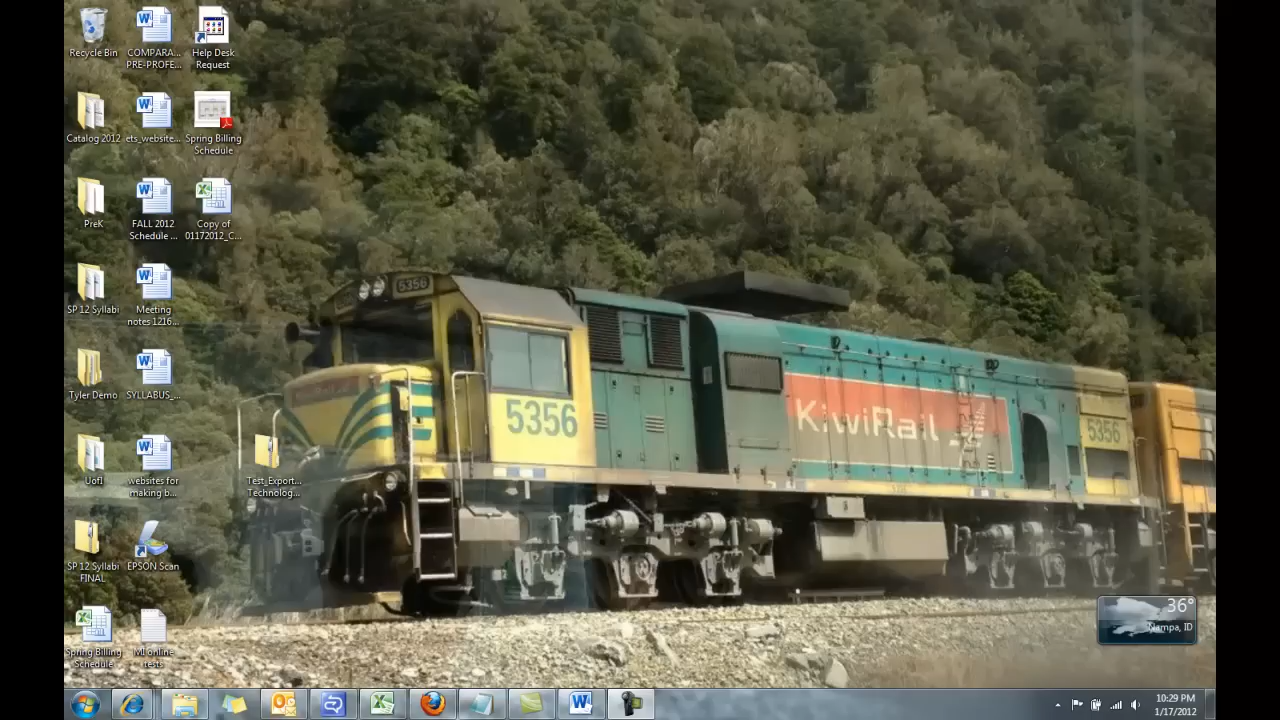 Recycle Bin
COMPARA...
PRE-PROFE...
Help Desk
Request
Catalog 2012
ets_website...
Spring Billing
Schedule
PreK
FALL 2012
Schedule ...
Copy of
01172012_C...
SP 12 Syllabi
Meeting
notes 1216...
Tyler Demo
SYLLABUS_...
UofI
websites for
making b...
Test_Export...
Technolog...
SP 12 Syllabi
FINAL
EPSON Scan
Spring Billing
Schedule
MI online
tests
5356
5356
KiwiRail
5356
36°
Nampa, ID
10:29 PM
1/17/2012